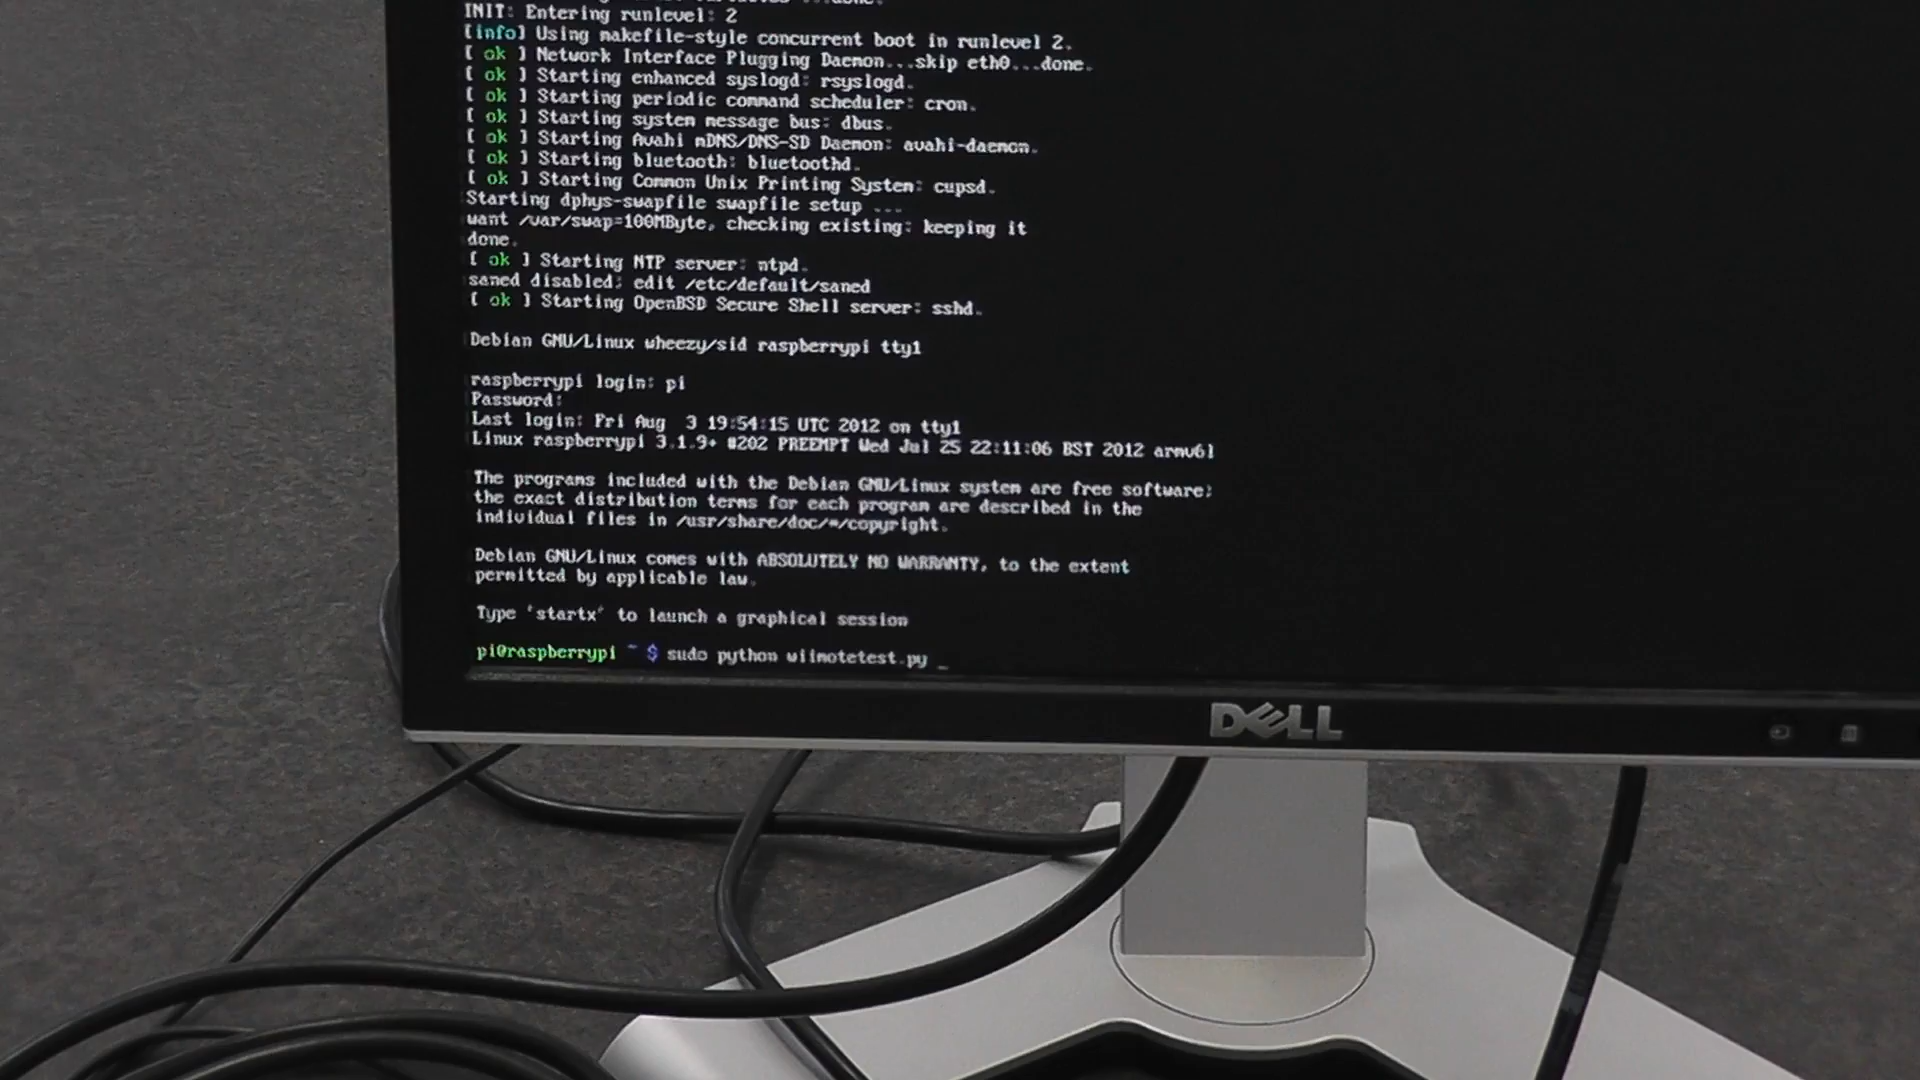 ...done.
INIT: Entering runlevel: 2
[info] Using makefile-style concurrent boot in runlevel 2.
[ ok ] Network Interface Plugging Daemon...skip eth0...done.
[ ok ] Starting enhanced syslogd: rsyslogd.
[ ok ] Starting periodic command scheduler: cron.
[ ok ] Starting system message bus: dbus.
[ ok ] Starting Avahi mDNS/DNS-SD Daemon: avahi-daemon.
[ ok ] Starting bluetooth: bluetoothd.
[ ok ] Starting Common Unix Printing System: cupsd.
Starting dphys-swapfile swapfile setup ...
want /var/swap=100MByte, checking existing: keeping it
done.
[ ok ] Starting NTP server: ntpd.
saned disabled; edit /etc/default/saned
[ ok ] Starting OpenBSD Secure Shell server: sshd.
Debian GNU/Linux wheezy/sid raspberrypi tty1
raspberrypi login: pi
Password:
Last login: Fri Aug  3 19:54:15 UTC 2012 on tty1
Linux raspberrypi 3.1.9+ #202 PREEMPT Wed Jul 25 22:11:06 BST 2012 armv6l
The programs included with the Debian GNU/Linux system are free software;
the exact distribution terms for each program are described in the
individual files in /usr/share/doc/*/copyright.
Debian GNU/Linux comes with ABSOLUTELY NO WARRANTY, to the extent
permitted by applicable law.
Type 'startx' to launch a graphical session
pi@raspberrypi ~ $ sudo python wiimotetest.py _
DELL